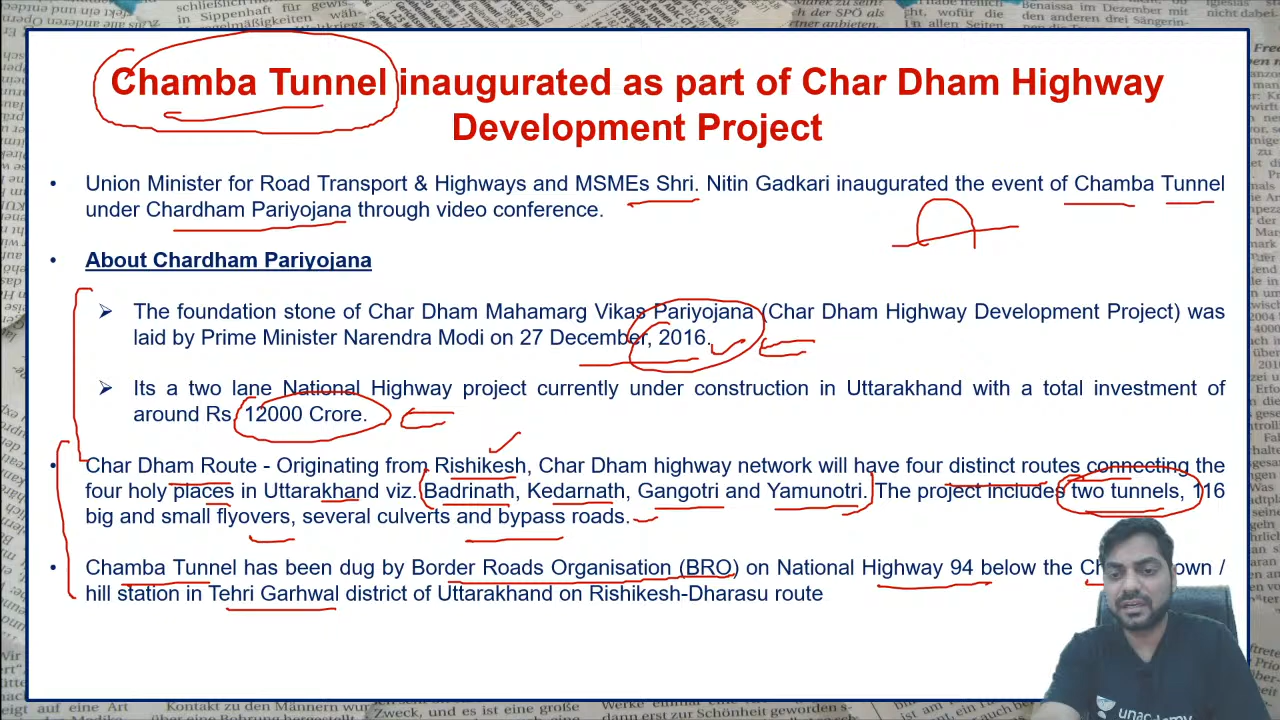 Chamba Tunnel inaugurated as part of Char Dham Highway
Development Project
• Union Minister for Road Transport & Highways and MSMEs Shri. Nitin Gadkari inaugurated the event of Chamba Tunnel
under Chardham Pariyojana through video conference.
• About Chardham Pariyojana
➢ The foundation stone of Char Dham Mahamarg Vikas Pariyojana (Char Dham Highway Development Project) was
laid by Prime Minister Narendra Modi on 27 December, 2016.
➢ Its a two lane National Highway project currently under construction in Uttarakhand with a total investment of
around Rs. 12000 Crore.
• Char Dham Route - Originating from Rishikesh, Char Dham highway network will have four distinct routes connecting the
four holy places in Uttarakhand viz. Badrinath, Kedarnath, Gangotri and Yamunotri. The project includes two tunnels, 116
big and small flyovers, several culverts and bypass roads.
• Chamba Tunnel has been dug by Border Roads Organisation (BRO) on National Highway 94 below the /
hill station in Tehri Garhwal district of Uttarakhand on Rishikesh-Dharasu route
unacademy